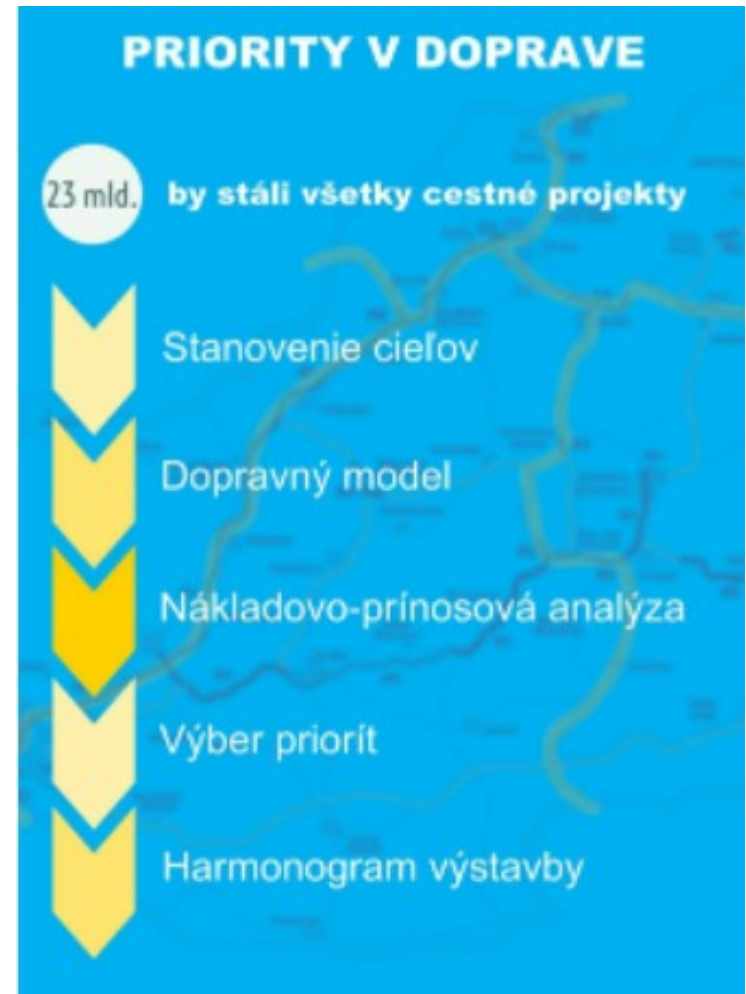 PRIORITY V DOPRAVE
23 mld. by stáli všetky cestné projekty
Stanovenie cieľov
Dopravný model
Nákladovo-prínosová analýza
Výber priorít
Harmonogram výstavby